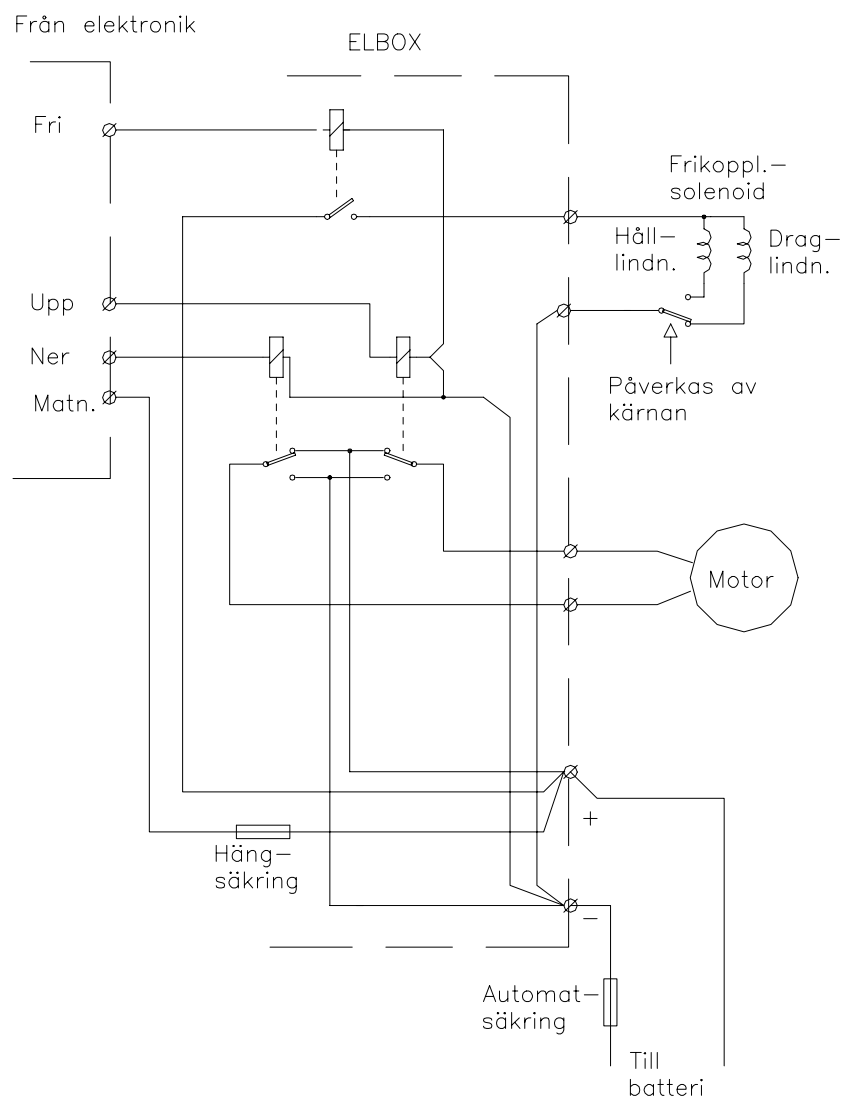 Från elektronik
ELBOX
Fri
Frikoppl.–
solenoid
Håll–
lindn.
Drag–
lindn.
Upp
Ner
Matn.
Påverkas av
kärnan
Motor
+
Häng–
säkring
–
Automat–
säkring
Till
batteri